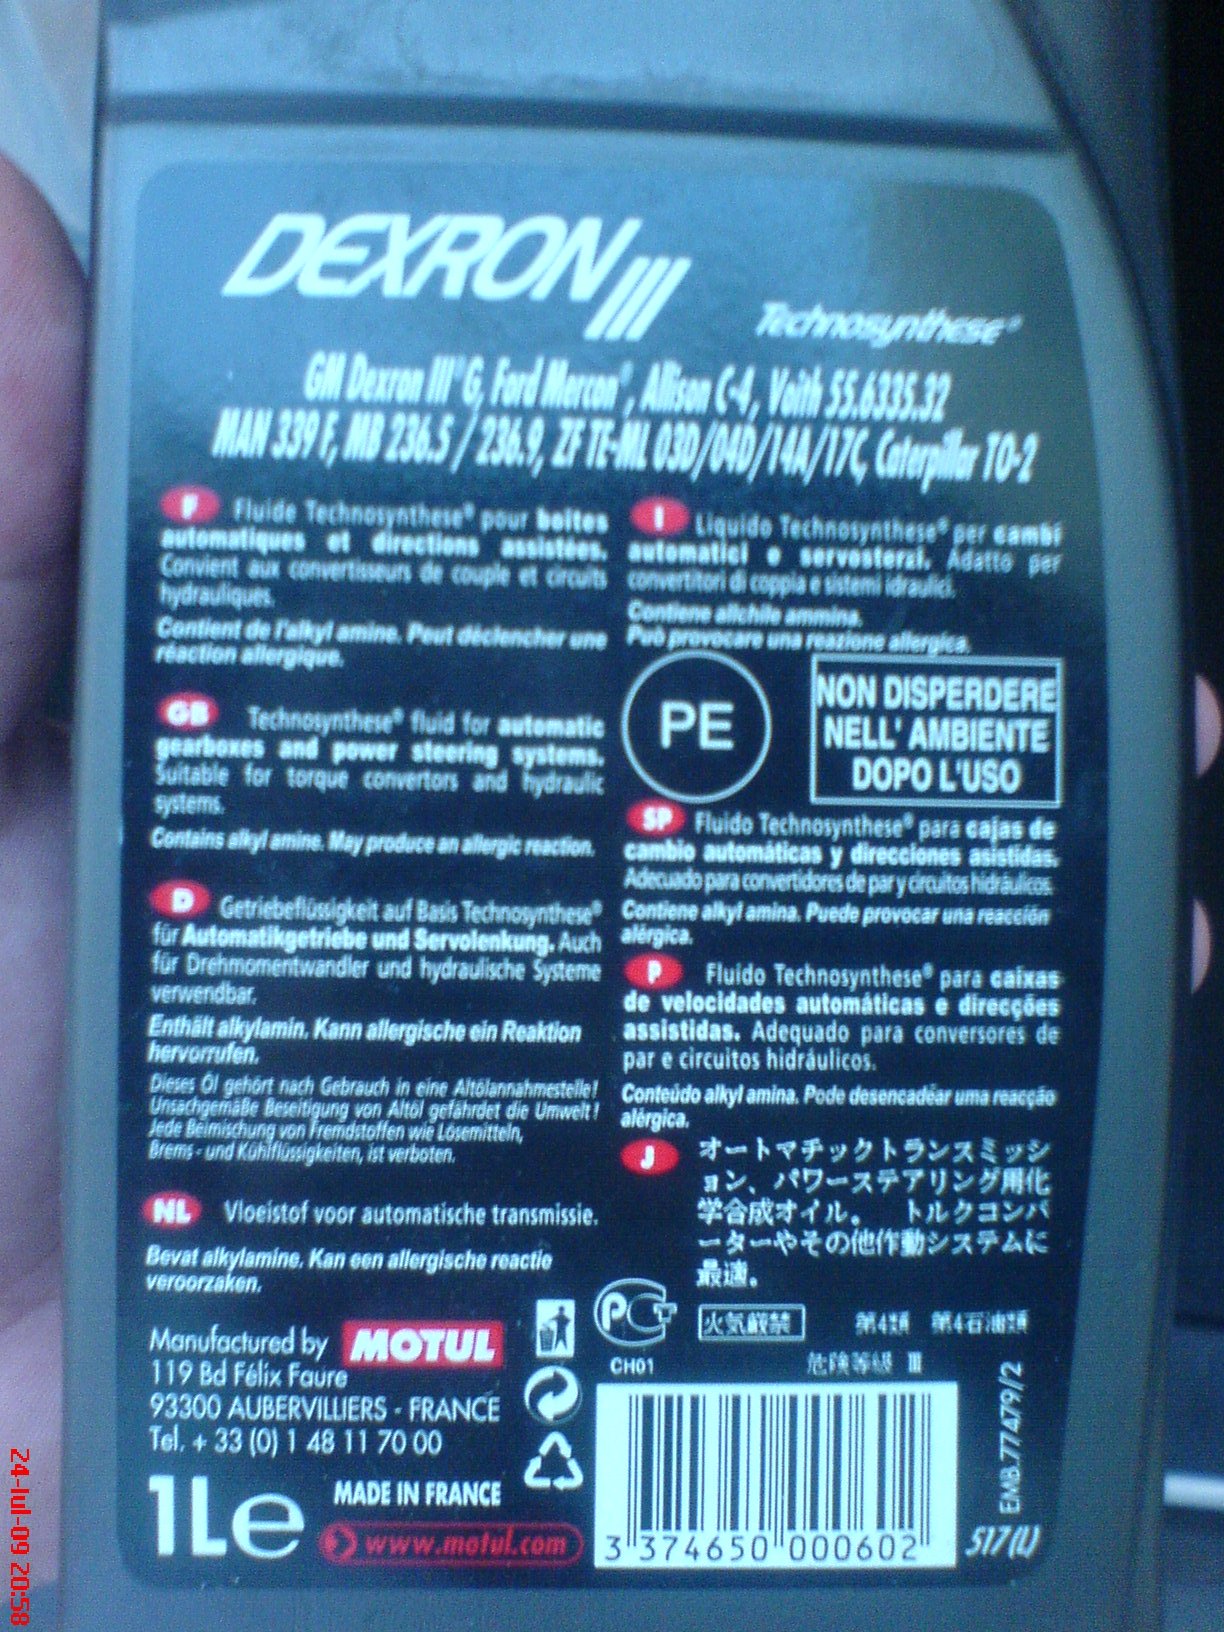 DEXRON III
Technosynthese®
GM Dexron III® G, Ford Mercon®, Allison C-4, Voith 55.6335.32
MAN 339 F, MB 236.5 / 236.9, ZF TE-ML 03D/04D/14A/17C, Caterpillar TO-2
F Fluide Technosynthese® pour boites
automatiques et directions assistées.
Convient aux convertisseurs de couple et circuits
hydrauliques.
Contient de l'alkyl amine. Peut déclencher une
réaction allergique.
GB Technosynthese® fluid for automatic
gearboxes and power steering systems.
Suitable for torque convertors and hydraulic
systems.
Contains alkyl amine. May produce an allergic reaction.
D Getriebeflüssigkeit auf Basis Technosynthese®
für Automatikgetriebe und Servolenkung. Auch
für Drehmomentwandler und hydraulische Systeme
verwendbar.
Enthält alkylamin. Kann allergische ein Reaktion
hervorrufen.
Dieses Öl gehört nach Gebrauch in eine Altölannahmestelle!
Unsachgemäße Beseitigung von Altöl gefährdet die Umwelt!
Jede Beimischung von Fremdstoffen wie Lösemitteln,
Brems- und Kühlflüssigkeiten, ist verboten.
NL Vloeistof voor automatische transmissie.
Bevat alkylamine. Kan een allergische reactie
veroorzaken.
I Liquido Technosynthese® per cambi
automatici e servosterzi. Adatto per
convertitori di coppia e sistemi idraulici.
Contiene alichile ammina.
Può provocare una reazione allergica.
PE
NON DISPERDERE
NELL' AMBIENTE
DOPO L'USO
SP Fluido Technosynthese® para cajas de
cambio automáticas y direcciones asistidas.
Adecuado para convertidores de par y circuitos hidráulicos.
Contiene alkyl amina. Puede provocar una reacción
alérgica.
P Fluido Technosynthese® para caixas
de velocidades automáticas e direcções
assistidas. Adequado para conversores de
par e circuitos hidráulicos.
Conteúdo alkyl amina. Pode desencadear uma reacção
alérgica.
J オートマチックトランスミッシ
ョン、パワーステアリング用化
学合成オイル。 トルクコンバ
ーターやその他作動システムに
最適。
火気厳禁 第4類 第4石油類
危険等級 III
CH01
Manufactured by MOTUL
119 Bd Félix Faure
93300 AUBERVILLIERS - FRANCE
Tel. + 33 (0) 1 48 11 70 00
1L e
MADE IN FRANCE
www.motul.com
3 374650 000602
EMB.77479/2
517(L)
24-Iul-09 20:58